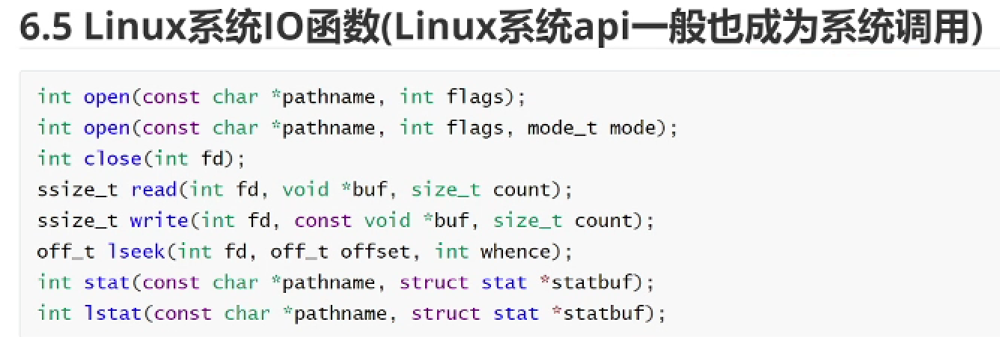 6.5 Linux系统IO函数(Linux系统api一般也成为系统调用)
int open(const char *pathname, int flags);
int open(const char *pathname, int flags, mode_t mode);
int close(int fd);
ssize_t read(int fd, void *buf, size_t count);
ssize_t write(int fd, const void *buf, size_t count);
off_t lseek(int fd, off_t offset, int whence);
int stat(const char *pathname, struct stat *statbuf);
int lstat(const char *pathname, struct stat *statbuf);